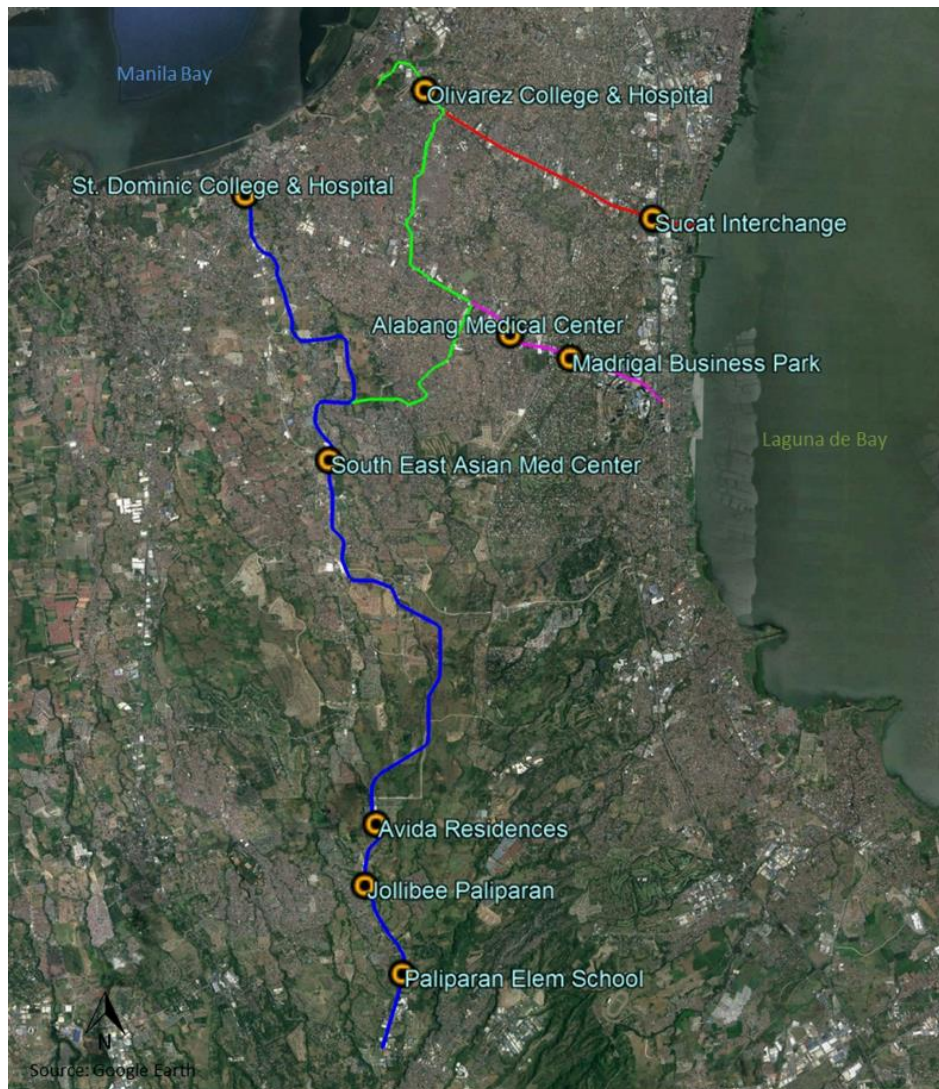 Manila Bay
Olivarez College & Hospital
St. Dominic College & Hospital
Sucat Interchange
Alabang Medical Center
Madrigal Business Park
Laguna de Bay
South East Asian Med Center
Avida Residences
Jollibee Paliparan
Paliparan Elem School
N
Source: Google Earth